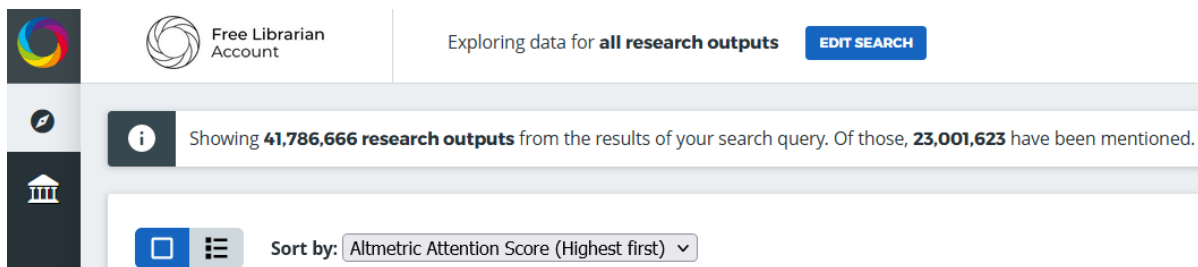 Free Librarian
Account
Exploring data for all research outputs
EDIT SEARCH
i
Showing 41,786,666 research outputs from the results of your search query. Of those, 23,001,623 have been mentioned.
Sort by: Altmetric Attention Score (Highest first)